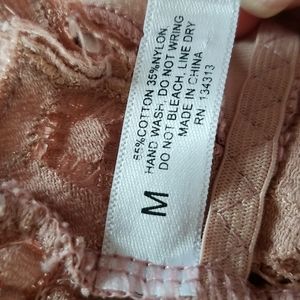 65%COTTON 35%NYLON
HAND WASH, DO NOT WRING
DO NOT BLEACH, LINE DRY
MADE IN CHINA
RN 134313
M